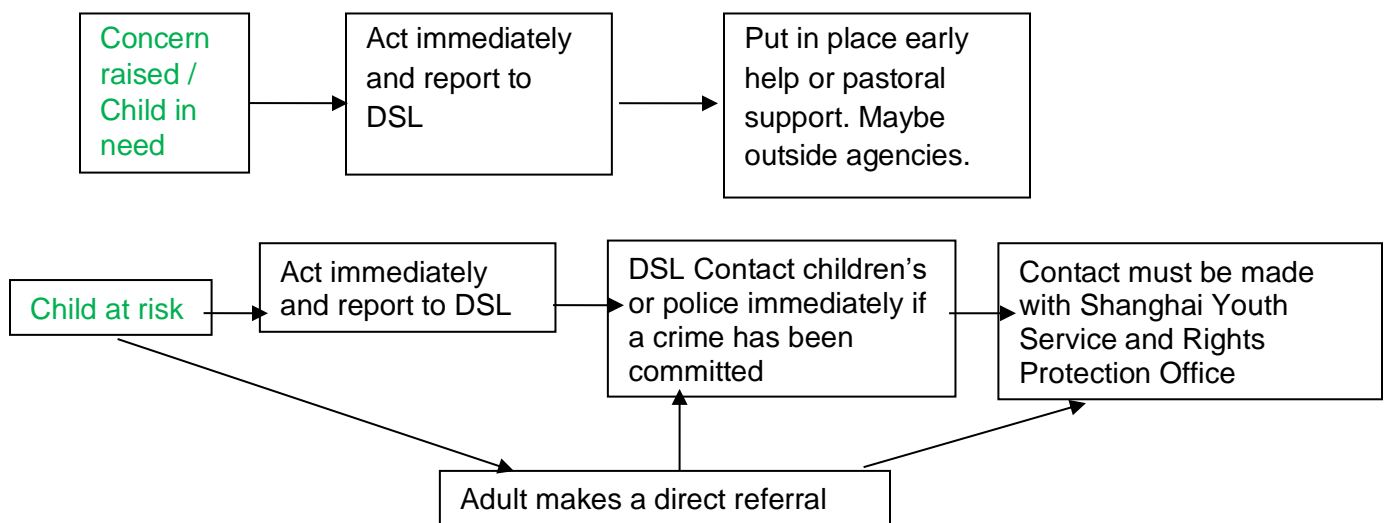 Concern
raised /
Child in
need
Act immediately
and report to
DSL
Put in place early
help or pastoral
support. Maybe
outside agencies.
Child at risk
Act immediately
and report to DSL
DSL Contact children’s
or police immediately if
a crime has been
committed
Contact must be made
with Shanghai Youth
Service and Rights
Protection Office
Adult makes a direct referral